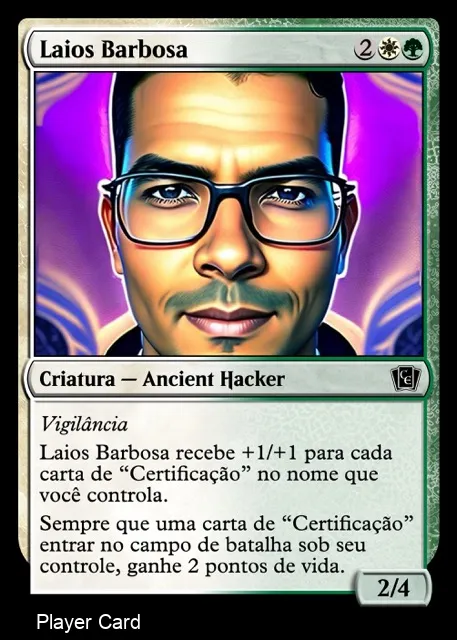 Laios Barbosa 2
Criatura — Ancient Hacker
Vigilância
Laios Barbosa recebe +1/+1 para cada
carta de “Certificação” no nome que
você controla.
Sempre que uma carta de “Certificação”
entrar no campo de batalha sob seu
controle, ganhe 2 pontos de vida.
2/4
Player Card